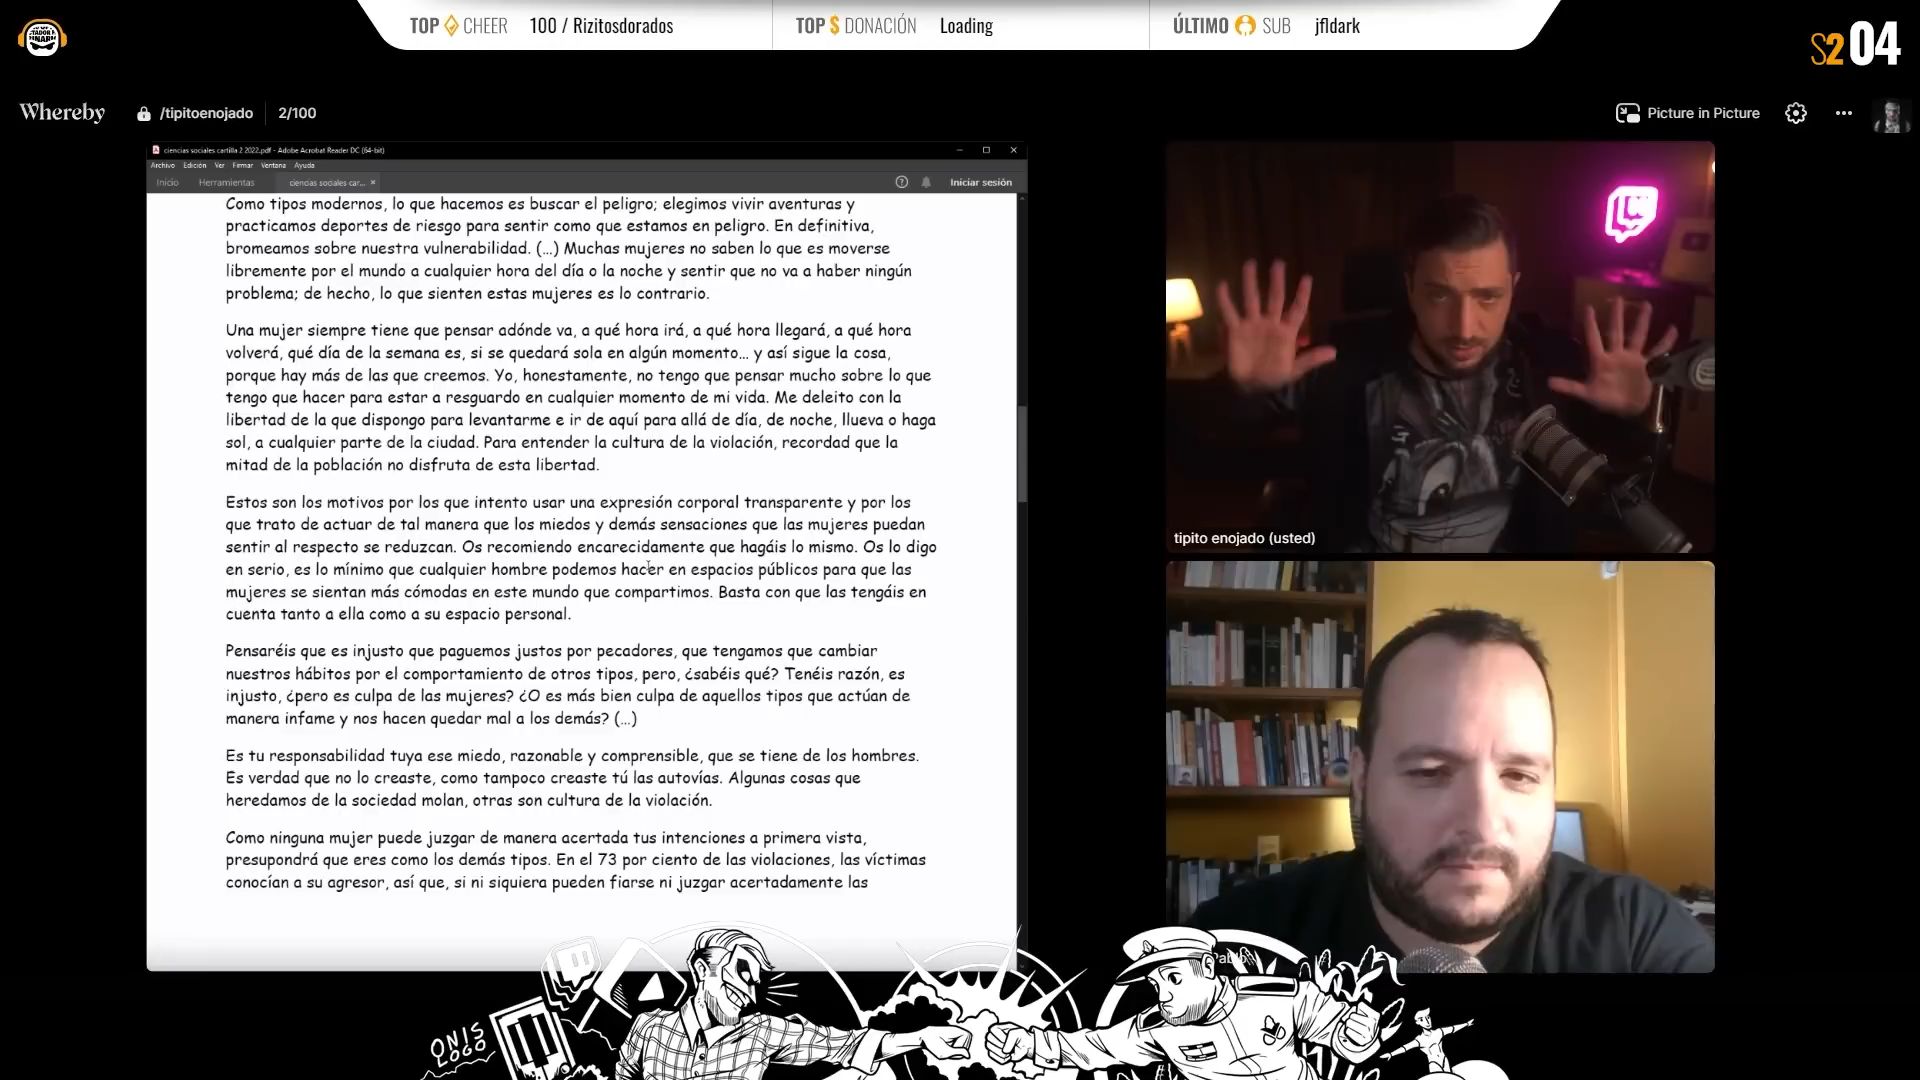 TOP CHEER 100 / Rizitosdorados
TOP $ DONACIÓN Loading
ÚLTIMO SUB jfldark
S2 04
Whereby /tipitoenojado 2/100
Picture in Picture
ciencias sociales cartilla 2 2022.pdf - Adobe Acrobat Reader DC (64-bit)
Archivo Edición Ver Firmar Ventana Ayuda
Inicio Herramientas ciencias sociales car... × Iniciar sesión
Como tipos modernos, lo que hacemos es buscar el peligro; elegimos vivir aventuras y
practicamos deportes de riesgo para sentir como que estamos en peligro. En definitiva,
bromeamos sobre nuestra vulnerabilidad. (...) Muchas mujeres no saben lo que es moverse
libremente por el mundo a cualquier hora del día o la noche y sentir que no va a haber ningún
problema; de hecho, lo que sienten estas mujeres es lo contrario.
Una mujer siempre tiene que pensar adónde va, a qué hora irá, a qué hora llegará, a qué hora
volverá, qué día de la semana es, si se quedará sola en algún momento... y así sigue la cosa,
porque hay más de las que creemos. Yo, honestamente, no tengo que pensar mucho sobre lo que
tengo que hacer para estar a resguardo en cualquier momento de mi vida. Me deleito con la
libertad de la que dispongo para levantarme e ir de aquí para allá de día, de noche, llueva o haga
sol, a cualquier parte de la ciudad. Para entender la cultura de la violación, recordad que la
mitad de la población no disfruta de esta libertad.
Estos son los motivos por los que intento usar una expresión corporal transparente y por los
que trato de actuar de tal manera que los miedos y demás sensaciones que las mujeres puedan
sentir al respecto se reduzcan. Os recomiendo encarecidamente que hagáis lo mismo. Os lo digo
en serio, es lo mínimo que cualquier hombre podemos hacer en espacios públicos para que las
mujeres se sientan más cómodas en este mundo que compartimos. Basta con que las tengáis en
cuenta tanto a ella como a su espacio personal.
Pensaréis que es injusto que paguemos justos por pecadores, que tengamos que cambiar
nuestros hábitos por el comportamiento de otros tipos, pero, ¿sabéis qué? Tenéis razón, es
injusto, ¿pero es culpa de las mujeres? ¿O es más bien culpa de aquellos tipos que actúan de
manera infame y nos hacen quedar mal a los demás? (...)
Es tu responsabilidad tuya ese miedo, razonable y comprensible, que se tiene de los hombres.
Es verdad que no lo creaste, como tampoco creaste tú las autovías. Algunas cosas que
heredamos de la sociedad molan, otras son cultura de la violación.
Como ninguna mujer puede juzgar de manera acertada tus intenciones a primera vista,
presupondrá que eres como los demás tipos. En el 73 por ciento de las violaciones, las víctimas
conocían a su agresor, así que, si ni siquiera pueden fiarse ni juzgar acertadamente las
tipito enojado (usted)
Pablo
ONIS
LOGO